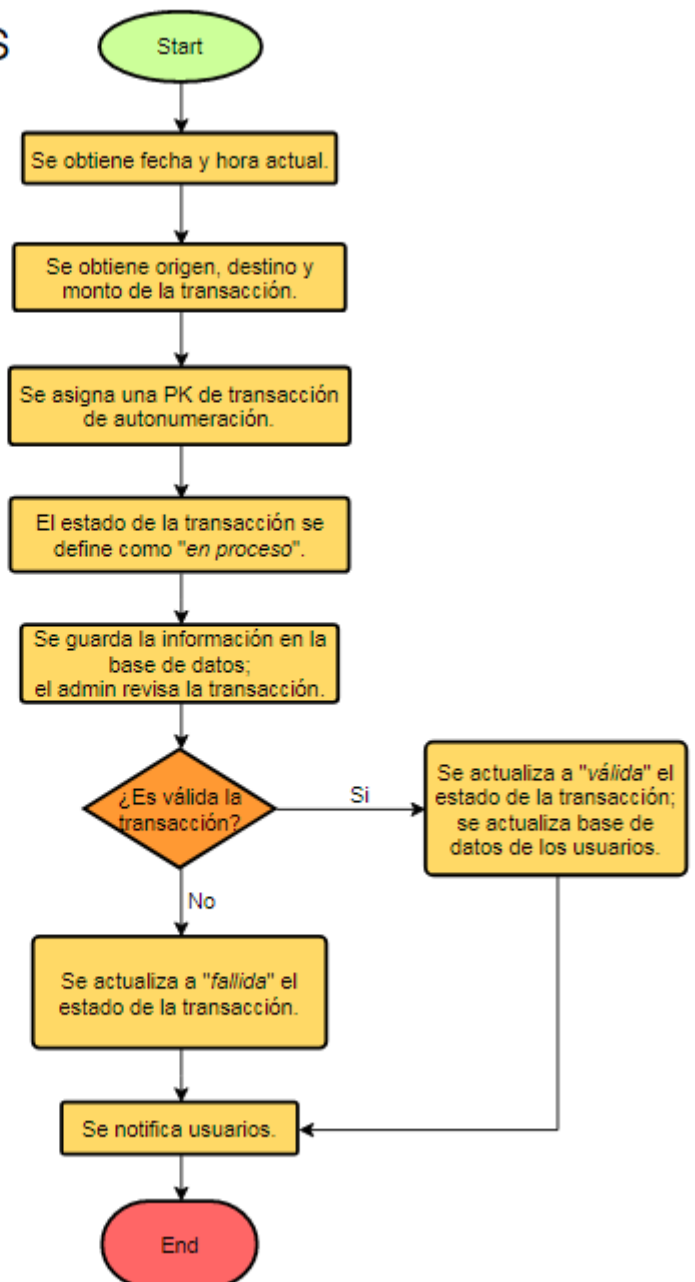 S
Start
Se obtiene fecha y hora actual.
Se obtiene origen, destino y
monto de la transacción.
Se asigna una PK de transacción
de autonumeración.
El estado de la transacción se
define como "en proceso".
Se guarda la información en la
base de datos;
el admin revisa la transacción.
¿Es válida la
transacción?
Si
Se actualiza a "válida" el
estado de la transacción;
se actualiza base de
datos de los usuarios.
No
Se actualiza a "fallida" el
estado de la transacción.
Se notifica usuarios.
End